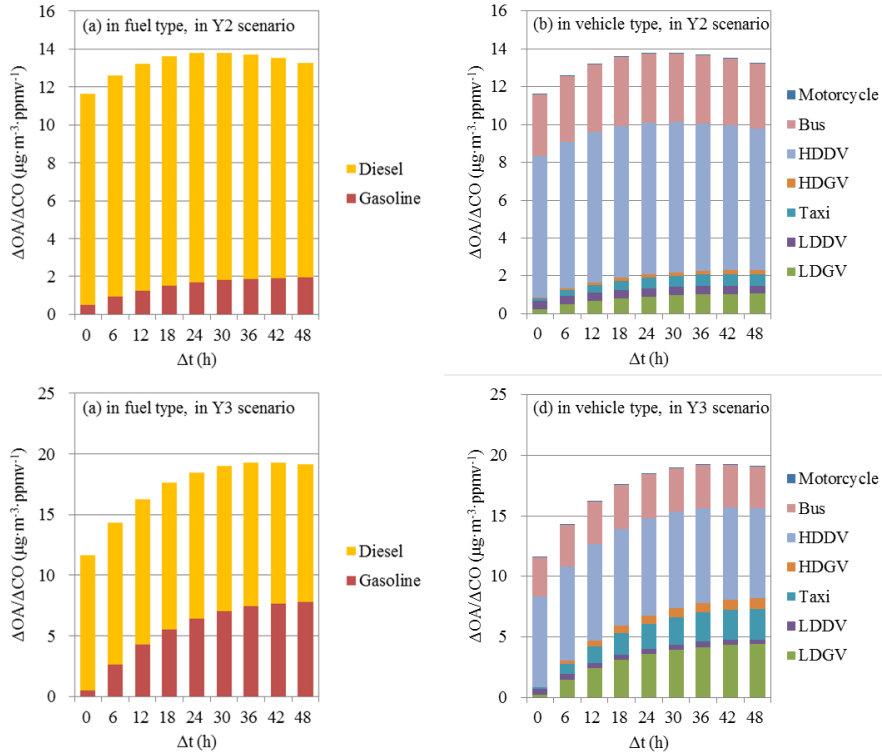 (a) in fuel type, in Y2 scenario
16
14
12
10
8
6
4
2
0
ΔOA/ΔCO (μg·m⁻³·ppmv⁻¹)
0 6 12 18 24 30 36 42 48
Δt (h)
Diesel
Gasoline
(b) in vehicle type, in Y2 scenario
16
14
12
10
8
6
4
2
0
ΔOA/ΔCO (μg·m⁻³·ppmv⁻¹)
0 6 12 18 24 30 36 42 48
Δt (h)
Motorcycle
Bus
HDDV
HDGV
Taxi
LDDV
LDGV
(a) in fuel type, in Y3 scenario
25
20
15
10
5
0
ΔOA/ΔCO (μg·m⁻³·ppmv⁻¹)
0 6 12 18 24 30 36 42 48
Δt (h)
Diesel
Gasoline
(d) in vehicle type, in Y3 scenario
25
20
15
10
5
0
ΔOA/ΔCO (μg·m⁻³·ppmv⁻¹)
0 6 12 18 24 30 36 42 48
Δt (h)
Motorcycle
Bus
HDDV
HDGV
Taxi
LDDV
LDGV